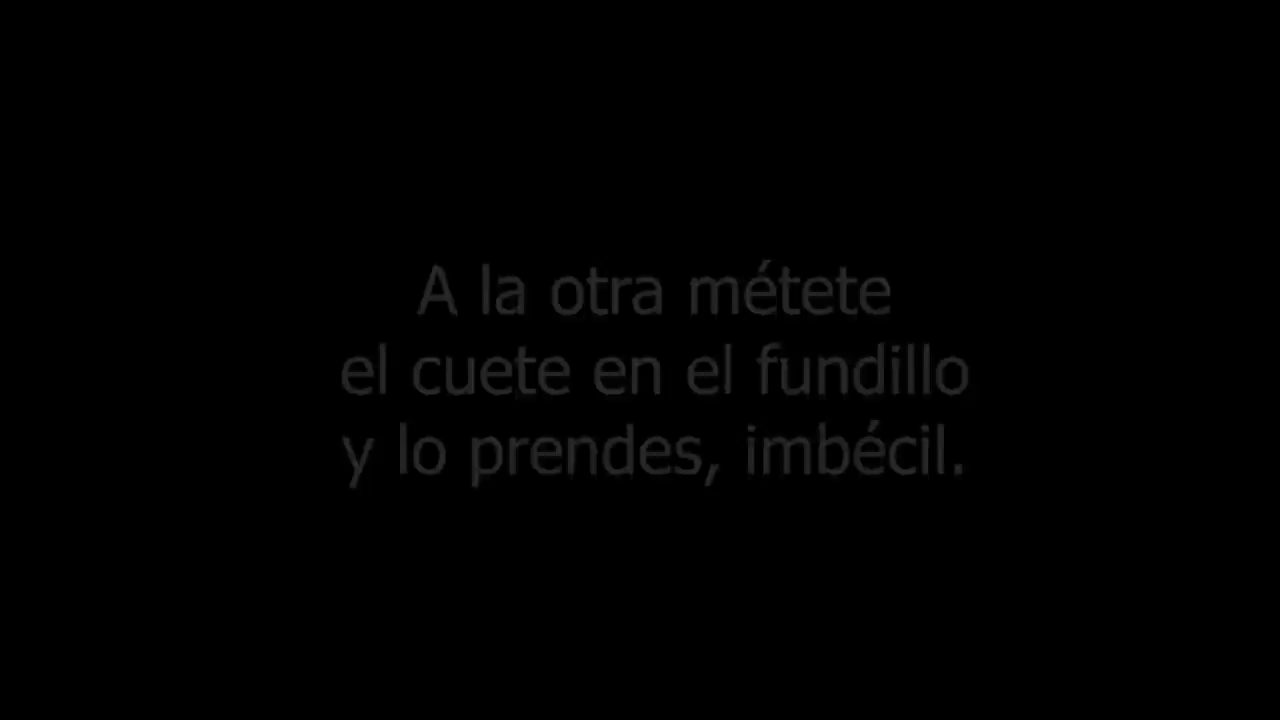 A la otra métete
el cuete en el fundillo
y lo prendes, imbécil.